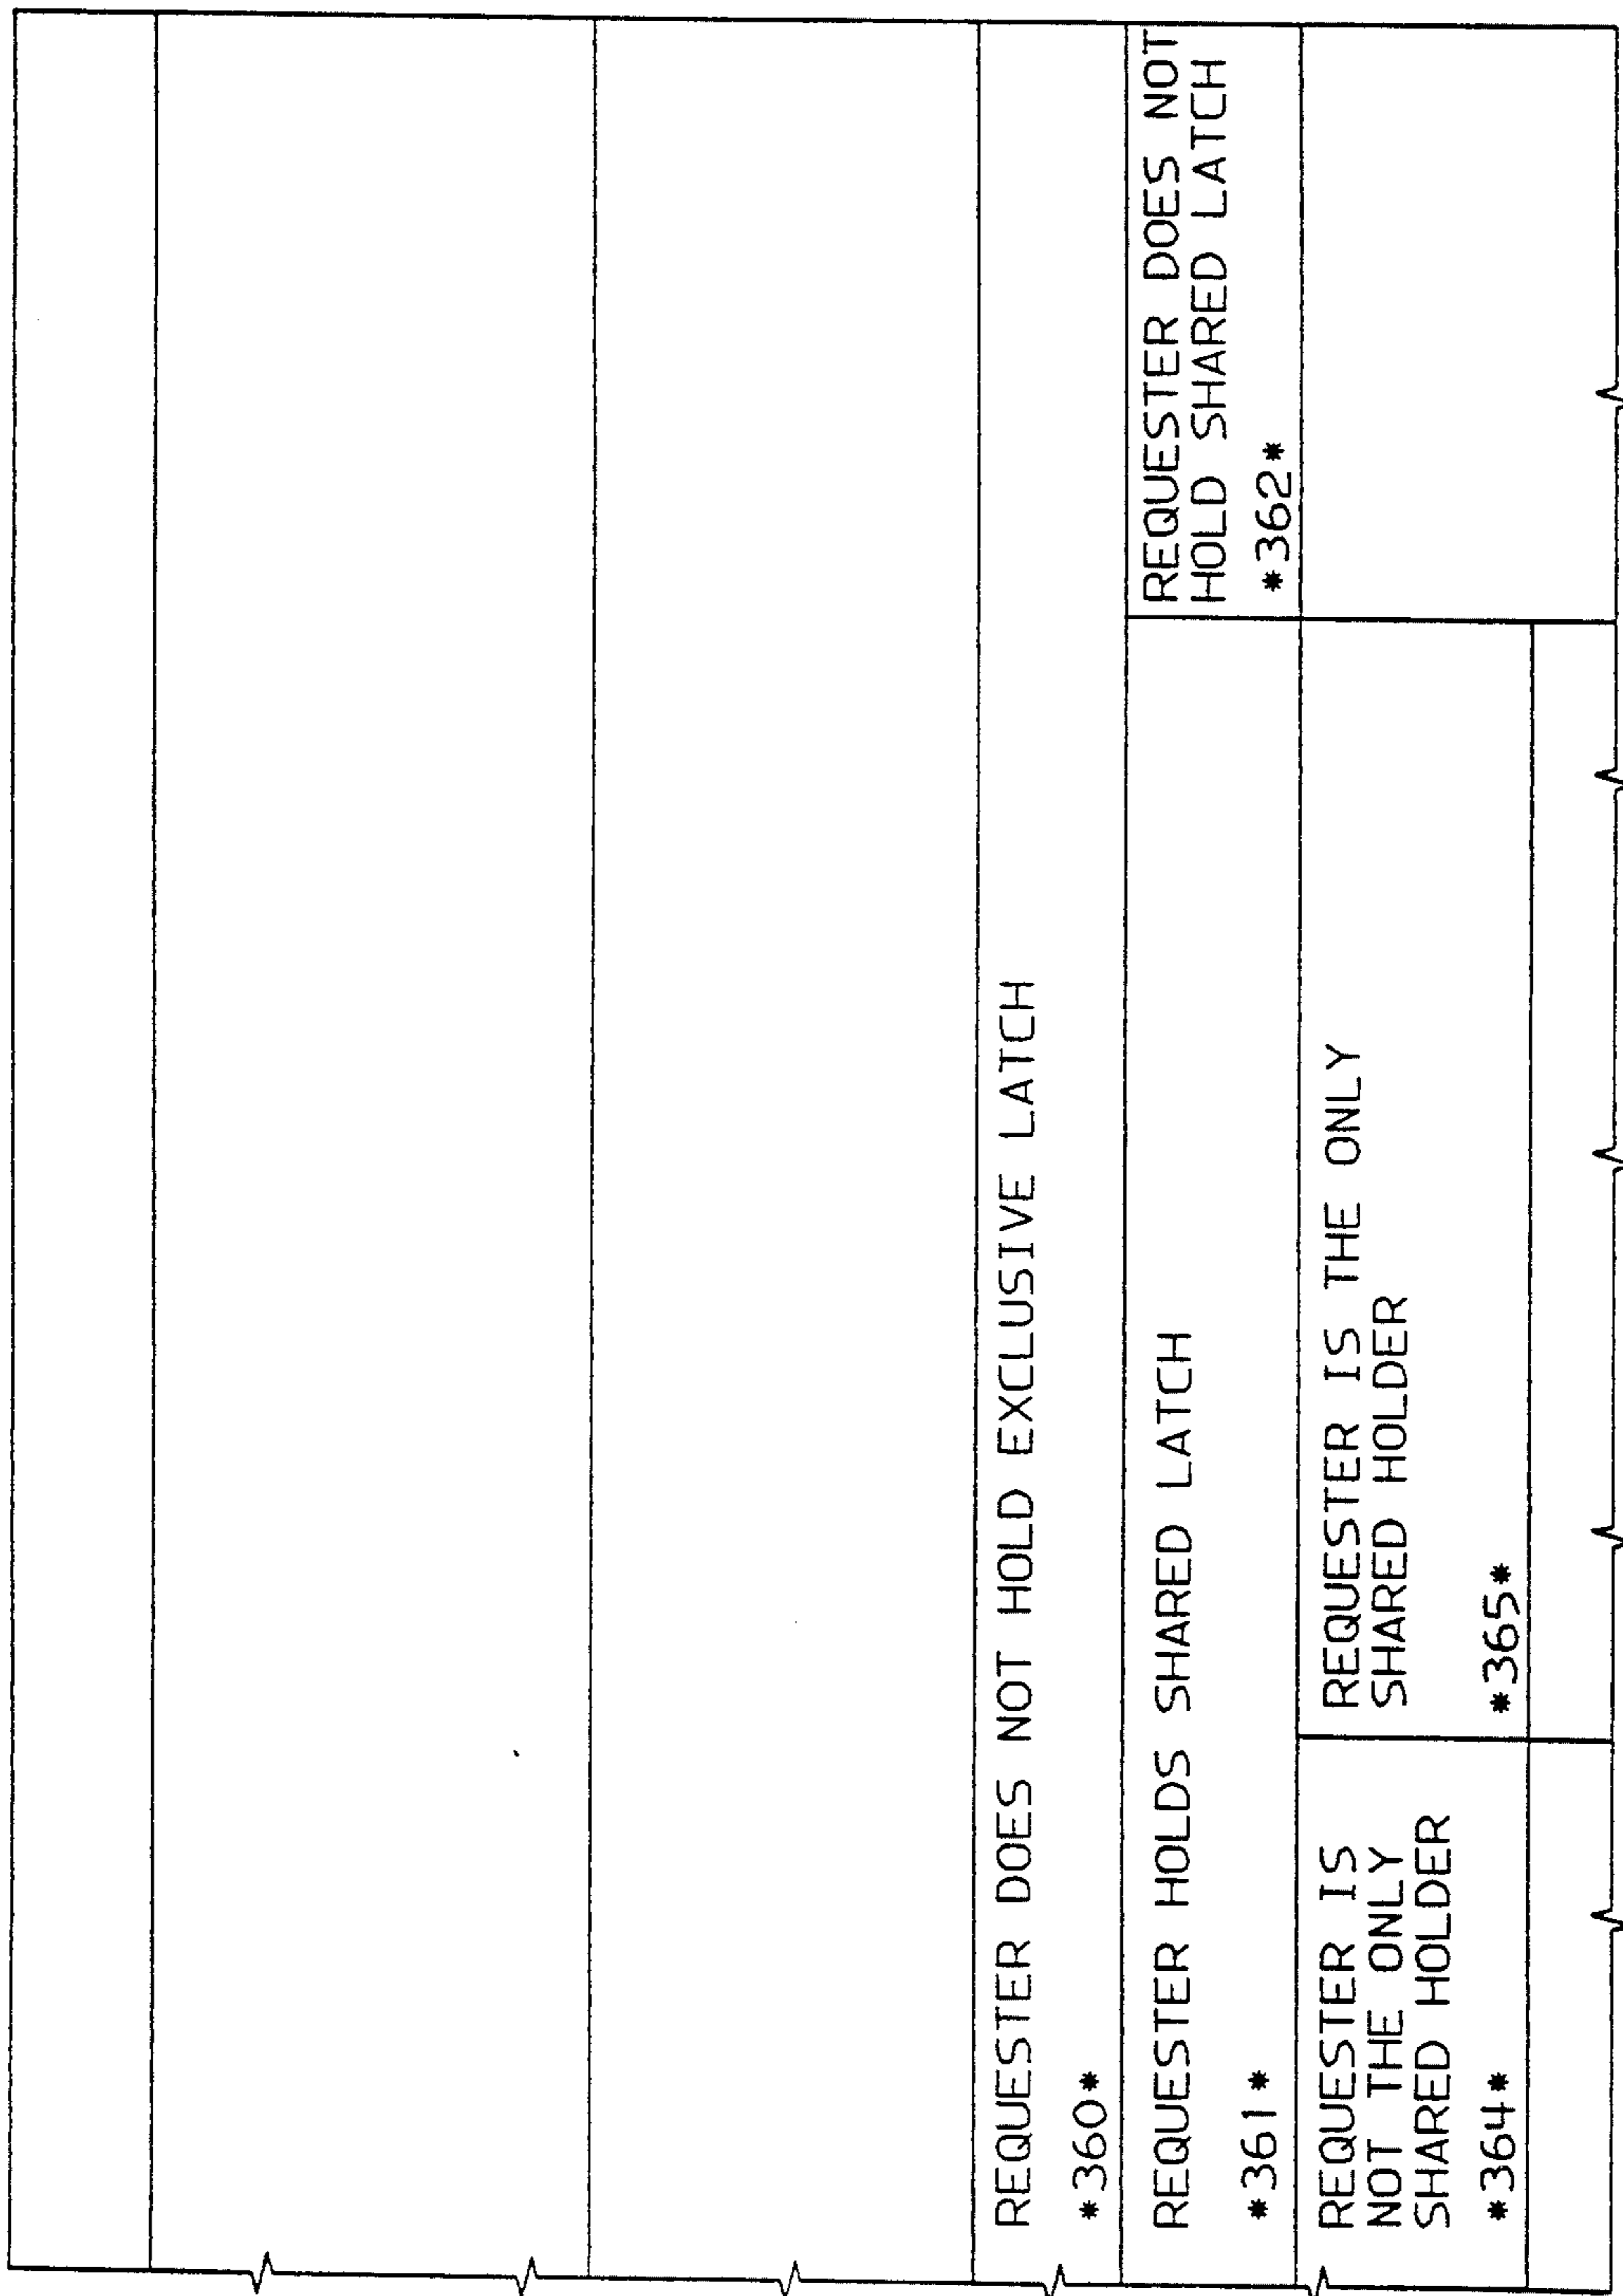 REQUESTER DOES NOT HOLD EXCLUSIVE LATCH
*360*
REQUESTER HOLDS SHARED LATCH
*361*
REQUESTER DOES NOT
HOLD SHARED LATCH
*362*
REQUESTER IS
NOT THE ONLY
SHARED HOLDER
*364*
REQUESTER IS THE ONLY
SHARED HOLDER
*365*